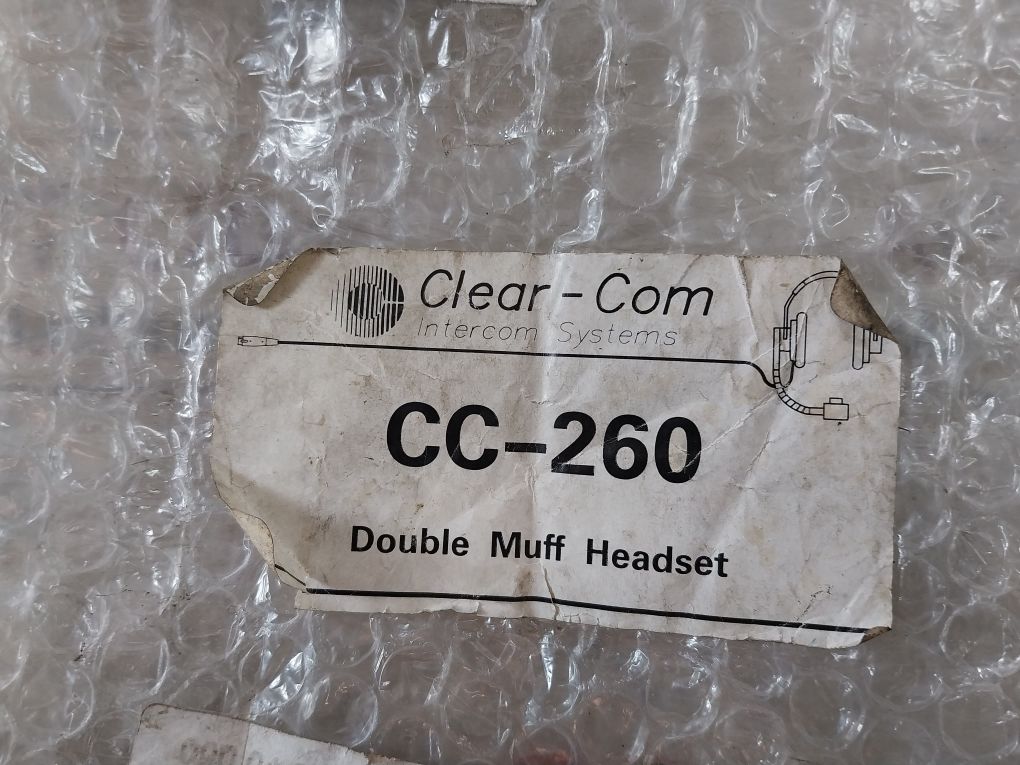 Clear-Com
Intercom Systems
CC-260
Double Muff Headset